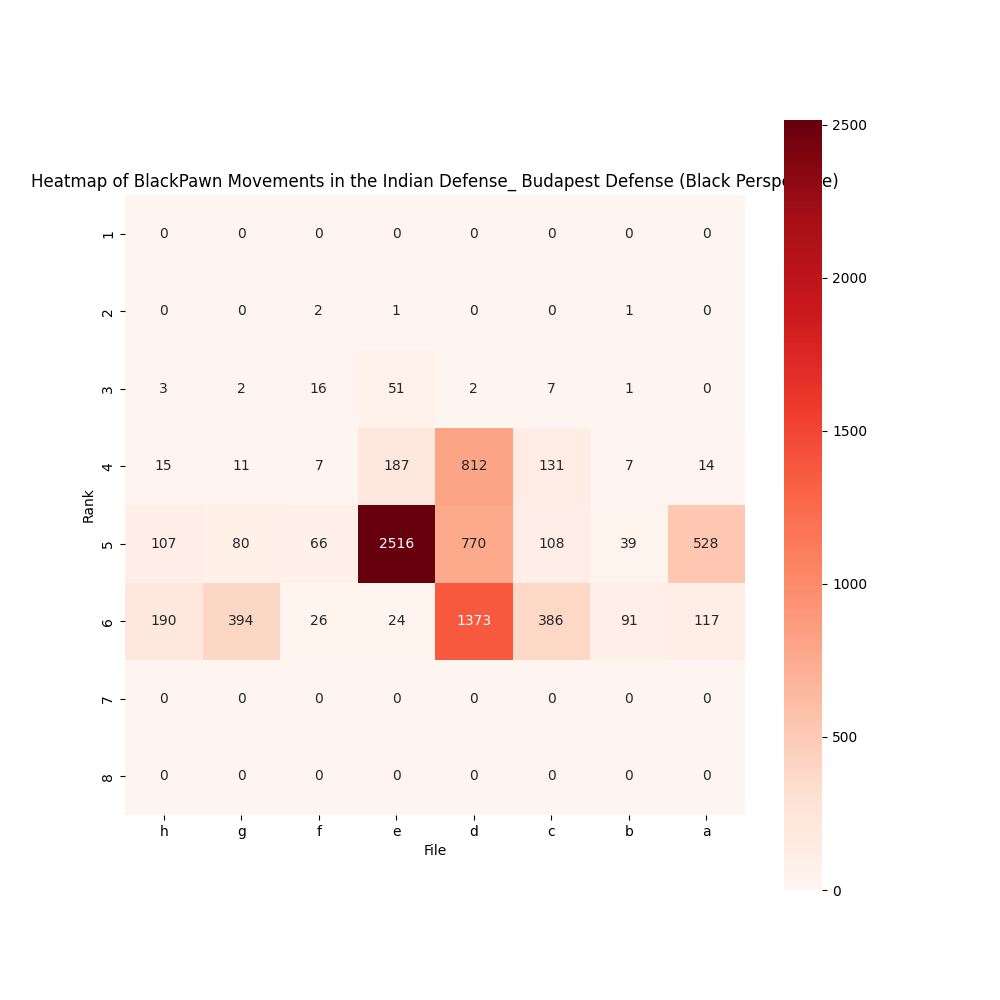 2500
Heatmap of BlackPawn Movements in the Indian Defense_ Budapest Defense (Black Perspe e)
1 0 0 0 0 0 0 0 0
2000
2 0 0 2 1 0 0 1 0
3 3 2 16 51 2 7 1 0
1500
4 15 11 7 187 812 131 7 14
Rank
5 107 80 66 2516 770 108 39 528
1000
6 190 394 26 24 1373 386 91 117
7 0 0 0 0 0 0 0 0
500
8 0 0 0 0 0 0 0 0
h g f e d c b a
File
0